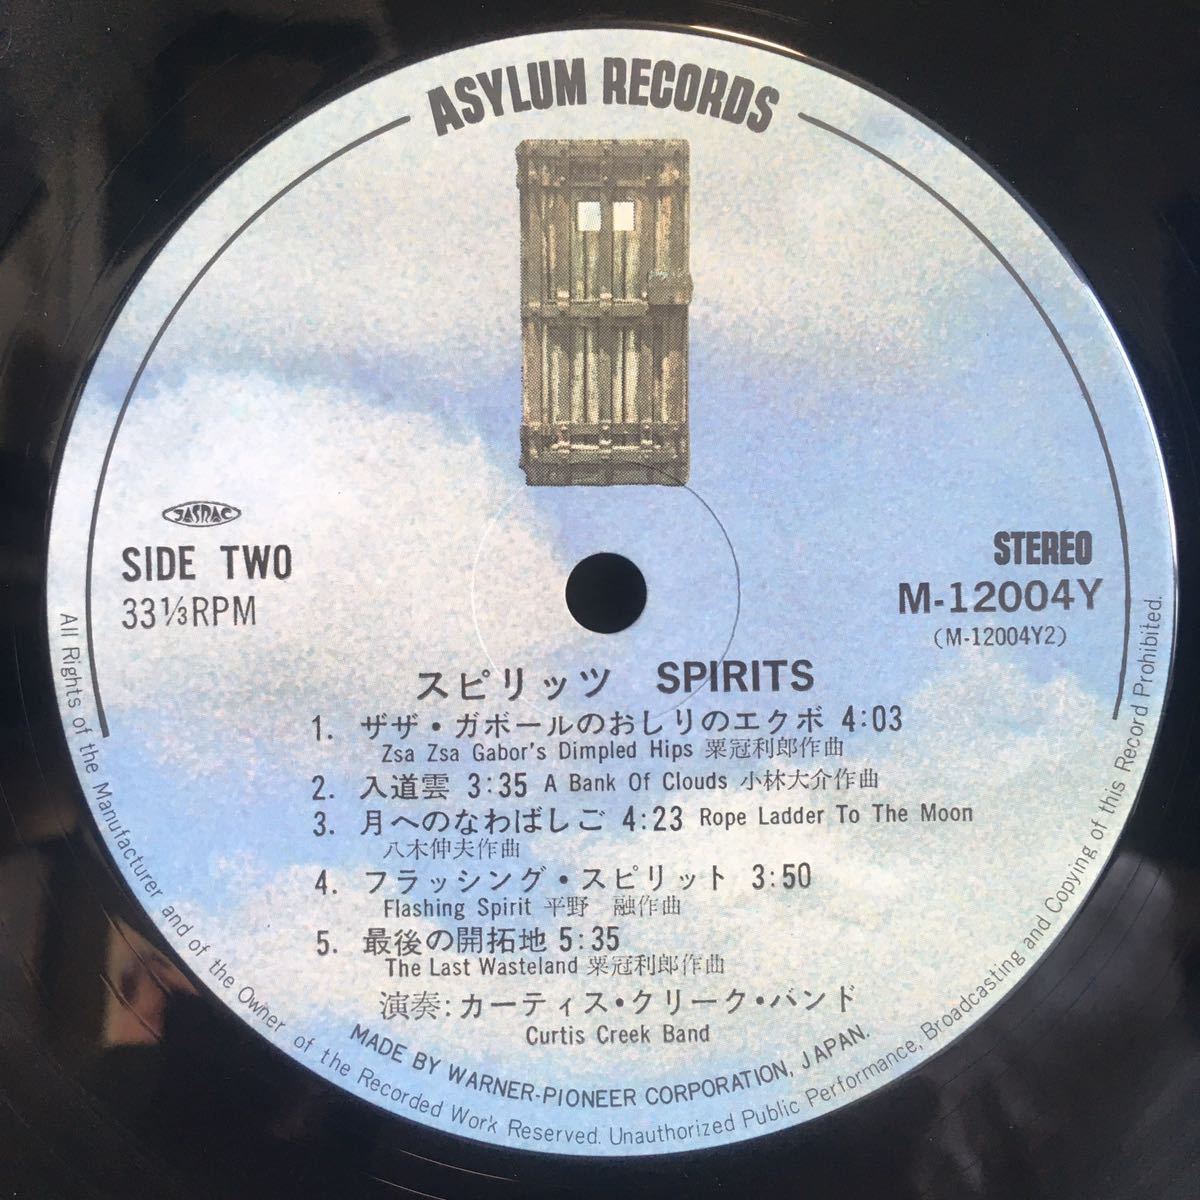 ASYLUM RECORDS
JASRAC
SIDE TWO
33 1/3 RPM
STEREO
M-12004Y
(M-12004Y2)
スピリッツ SPIRITS
1. ザザ・ガボールのおしりのエクボ 4:03
Zsa Zsa Gabor's Dimpled Hips 粟冠利郎作曲
2. 入道雲 3:35 A Bank Of Clouds 小林大介作曲
3. 月へのなわばしご 4:23 Rope Ladder To The Moon
八木伸夫作曲
4. フラッシング・スピリット 3:50
Flashing Spirit 平野 融作曲
5. 最後の開拓地 5:35
The Last Wasteland 粟冠利郎作曲
演奏:カーティス・クリーク・バンド
Curtis Creek Band
MADE BY WARNER-PIONEER CORPORATION, JAPAN.
All Rights of the Manufacturer and of the Owner of the Recorded Work Reserved. Unauthorized Public Performance, Broadcasting and Copying of this Record Prohibited.